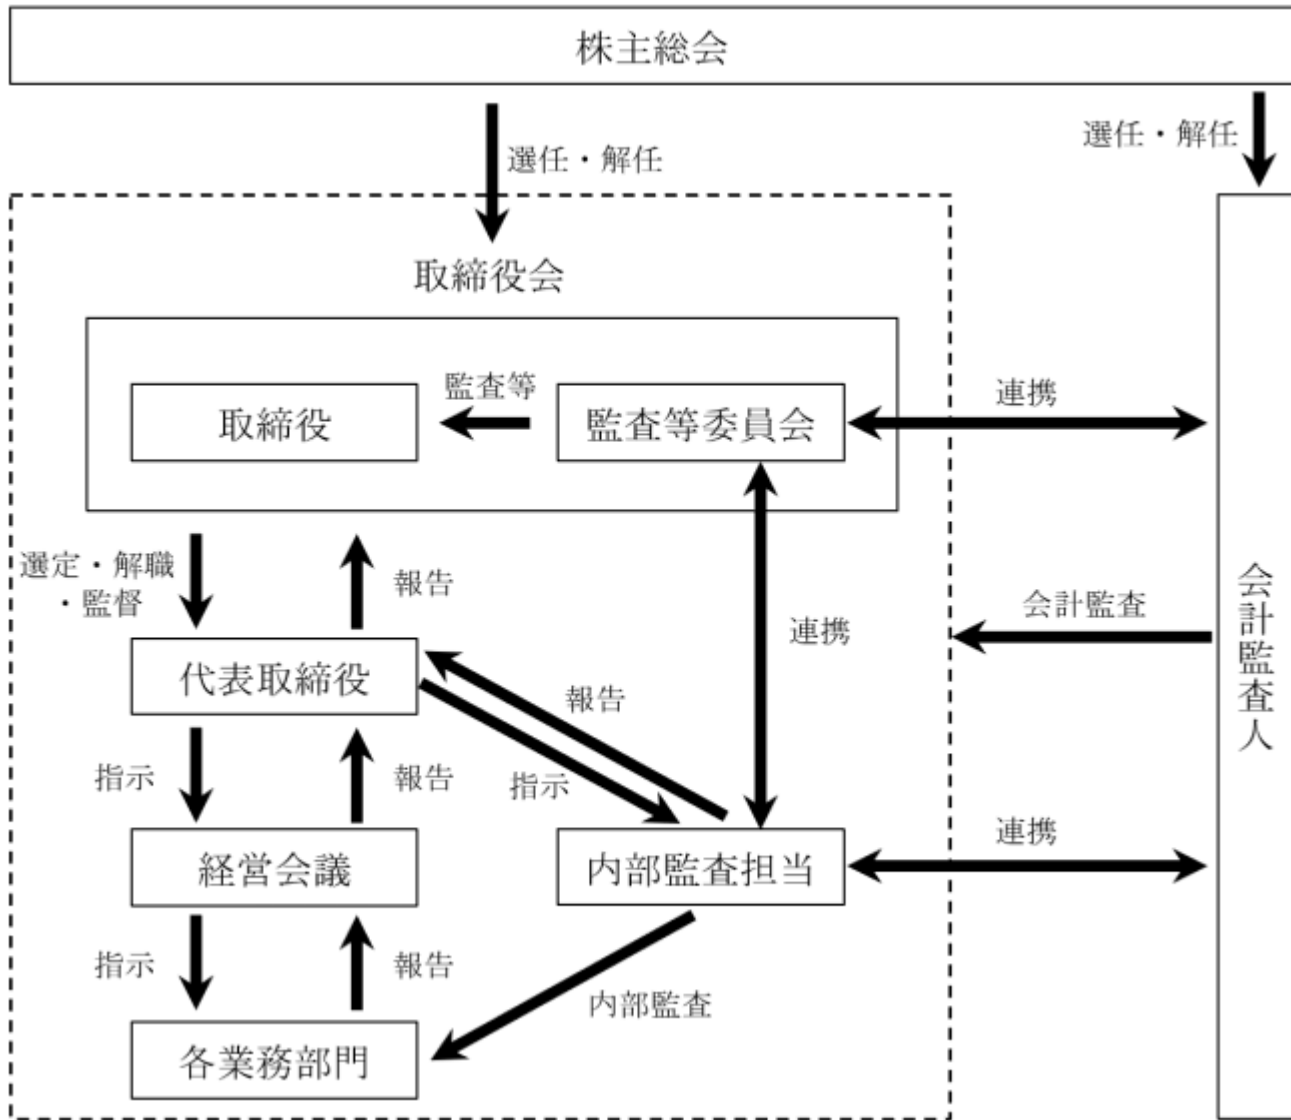 株主総会
選任・解任
選任・解任
取締役会
取締役
監査等
監査等委員会
連携
選定・解職
・監督
報告
連携
会計監査
会計監査人
代表取締役
報告
指示
指示
報告
経営会議
内部監査担当
連携
指示
報告
内部監査
各業務部門